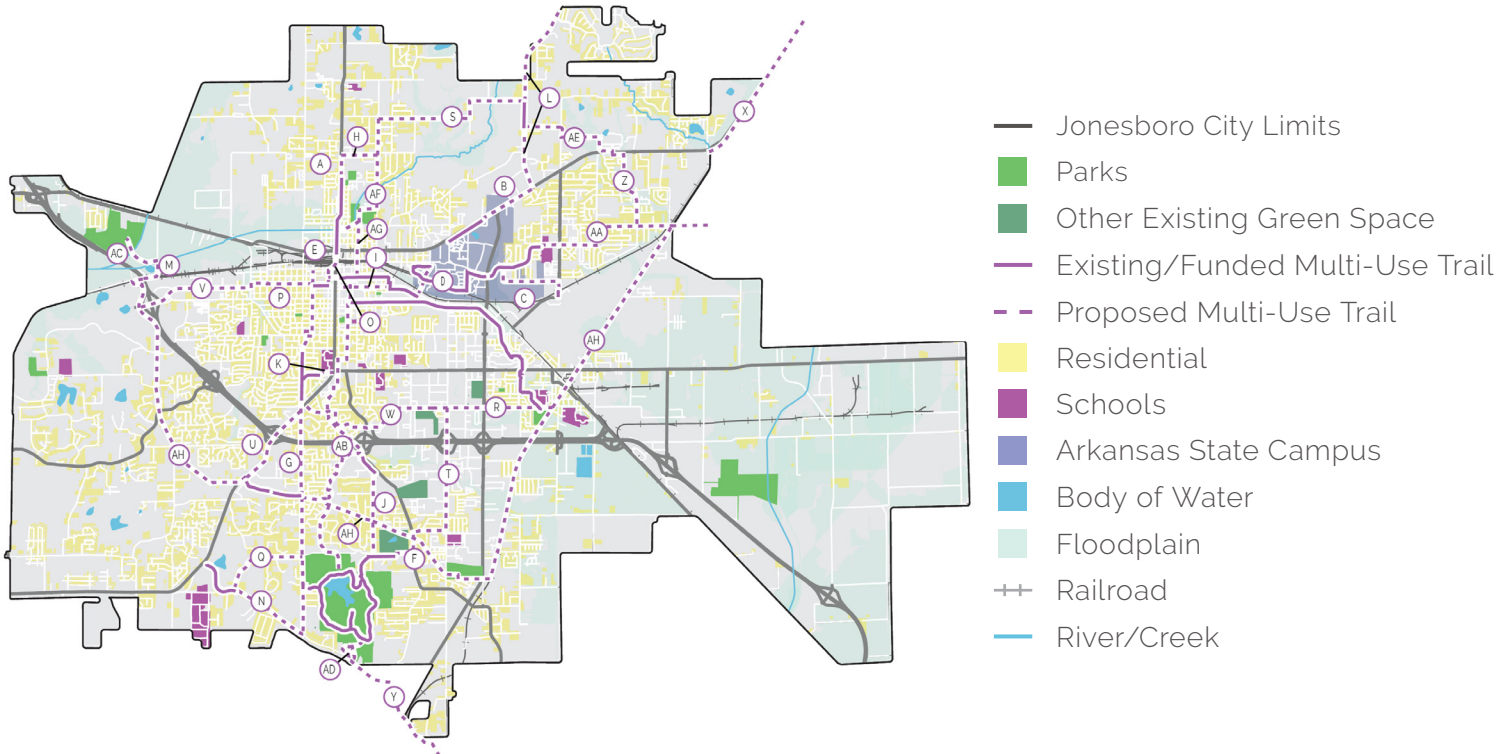 L
X
S
H
AE
A
Z
B
AF
AG
AA
E
AC
I
M
D
V
P
C
O
AH
K
W
R
U
AB
AH
G
T
J
AH
Q
F
N
AD
Y
Jonesboro City Limits
Parks
Other Existing Green Space
Existing/Funded Multi-Use Trail
Proposed Multi-Use Trail
Residential
Schools
Arkansas State Campus
Body of Water
Floodplain
Railroad
River/Creek